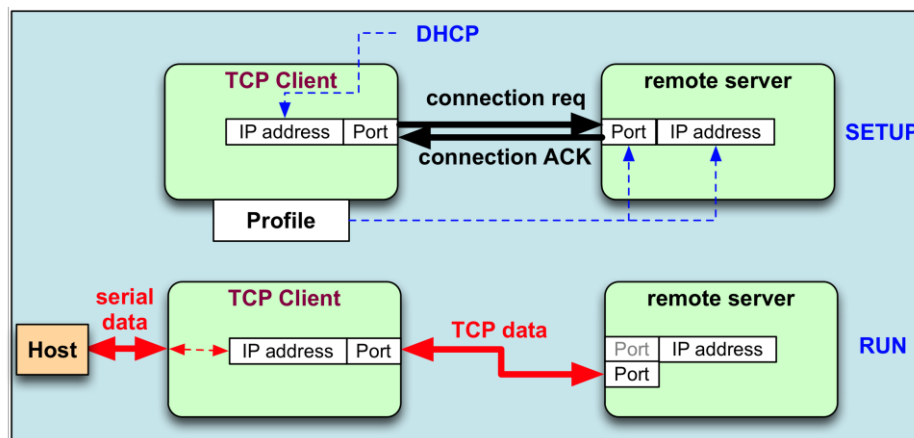 DHCP
TCP Client
remote server
connection req
IP address
Port
Port
IP address
SETUP
connection ACK
Profile
TCP Client
remote server
serial
data
TCP data
Host
IP address
Port
Port
IP address
RUN
Port